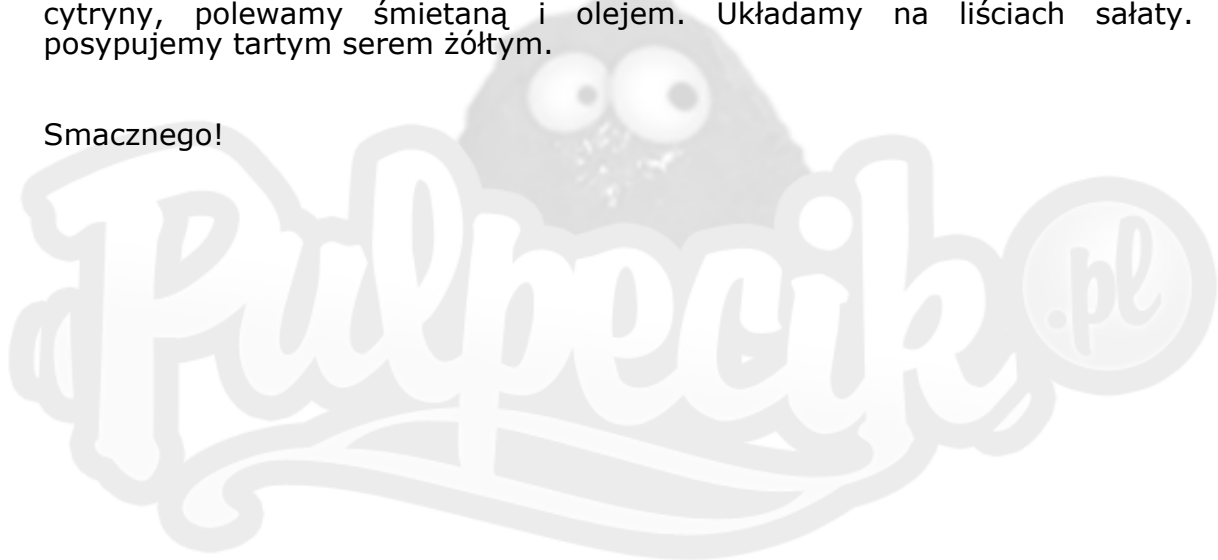 cytryny, polewamy śmietaną i olejem. Układamy na liściach sałaty.
posypujemy tartym serem żółtym.
Smacznego!
Pulpecik .pl